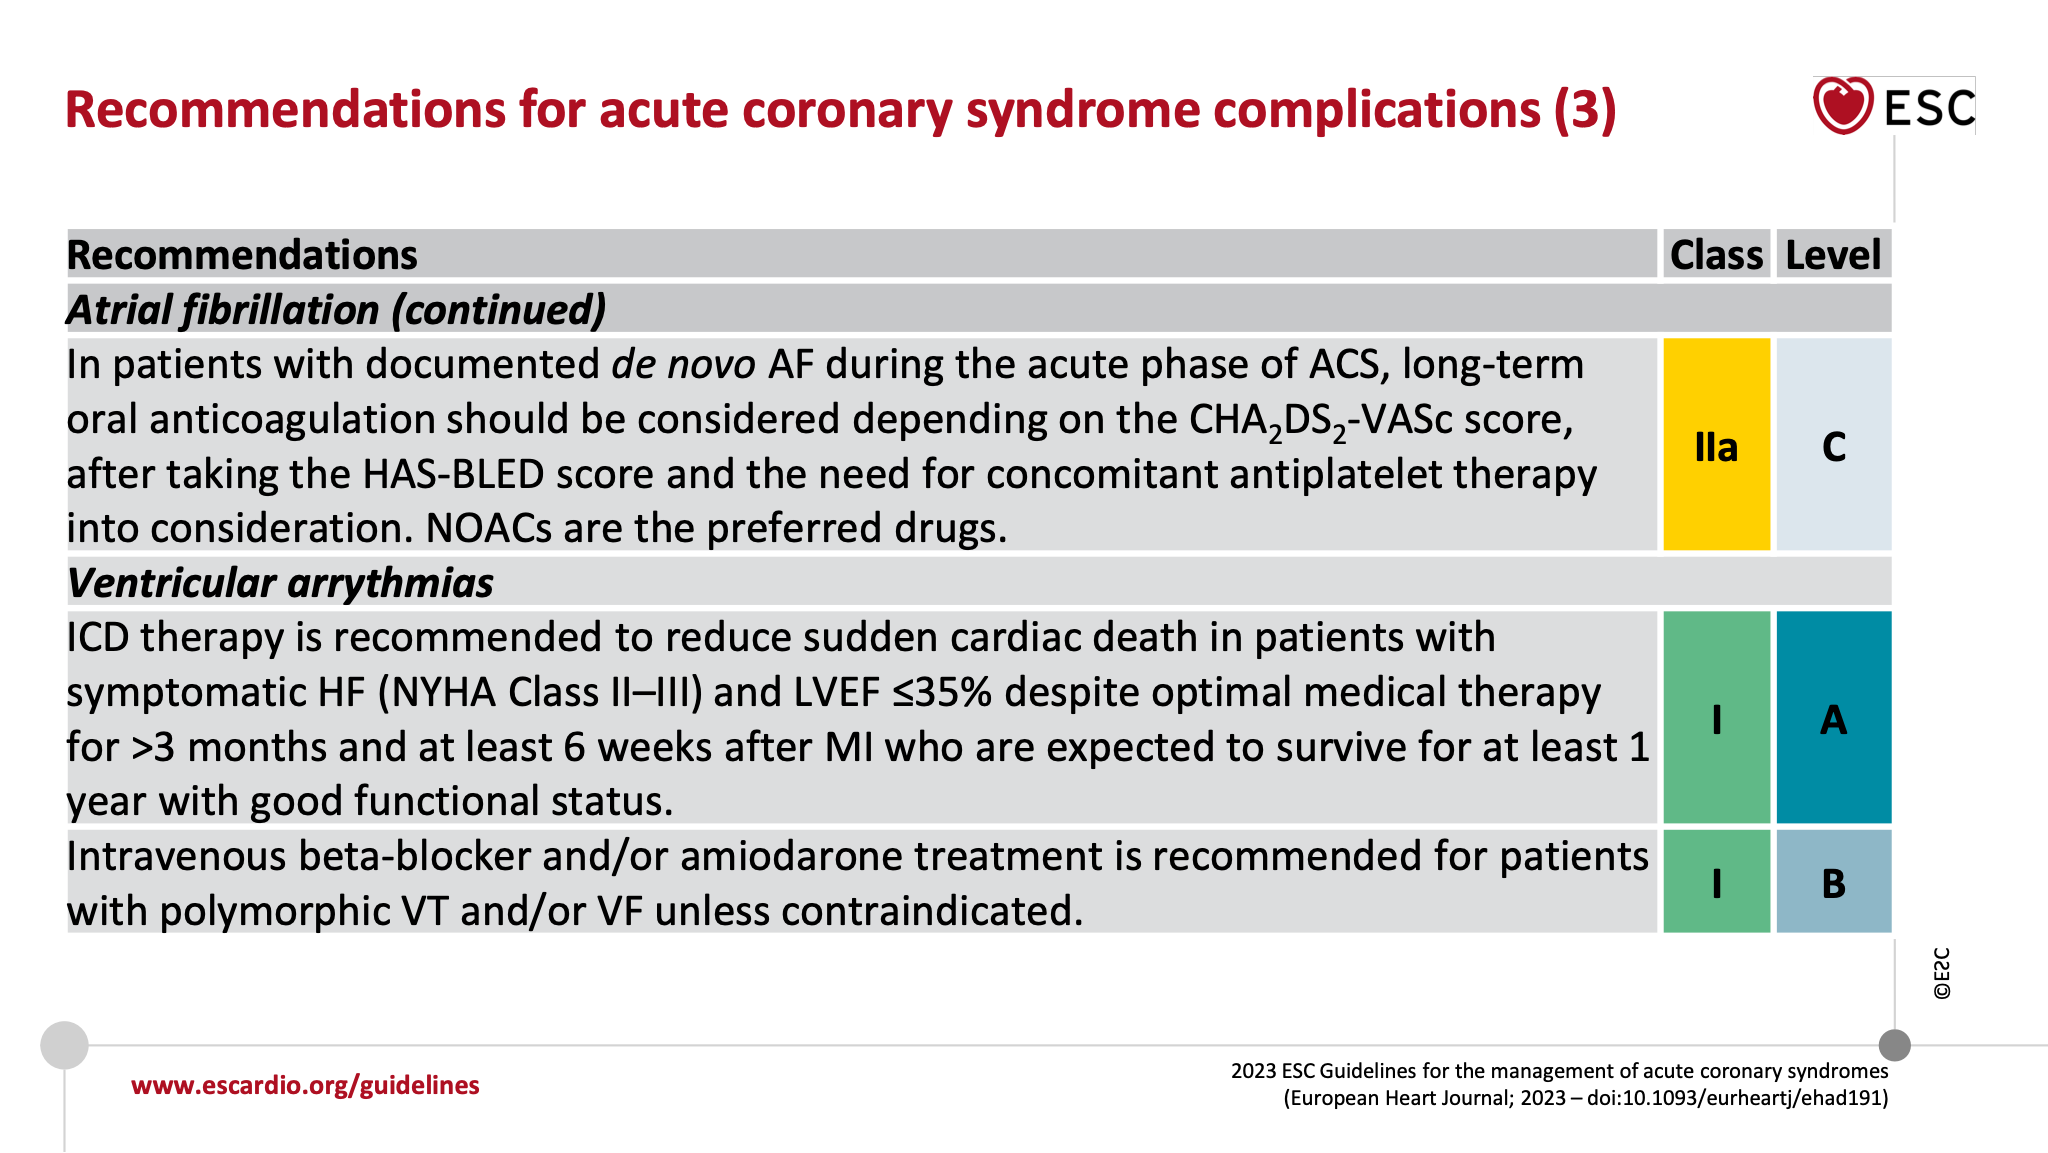 Recommendations for acute coronary syndrome complications (3)
ESC
Recommendations Class Level
Atrial fibrillation (continued)
In patients with documented de novo AF during the acute phase of ACS, long-term
oral anticoagulation should be considered depending on the CHA₂DS₂-VASc score,
after taking the HAS-BLED score and the need for concomitant antiplatelet therapy
into consideration. NOACs are the preferred drugs.
IIa C
Ventricular arrythmias
ICD therapy is recommended to reduce sudden cardiac death in patients with
symptomatic HF (NYHA Class II–III) and LVEF ≤35% despite optimal medical therapy
for >3 months and at least 6 weeks after MI who are expected to survive for at least 1
year with good functional status.
I A
Intravenous beta-blocker and/or amiodarone treatment is recommended for patients
with polymorphic VT and/or VF unless contraindicated.
I B
©ESC
www.escardio.org/guidelines
2023 ESC Guidelines for the management of acute coronary syndromes
(European Heart Journal; 2023 – doi:10.1093/eurheartj/ehad191)